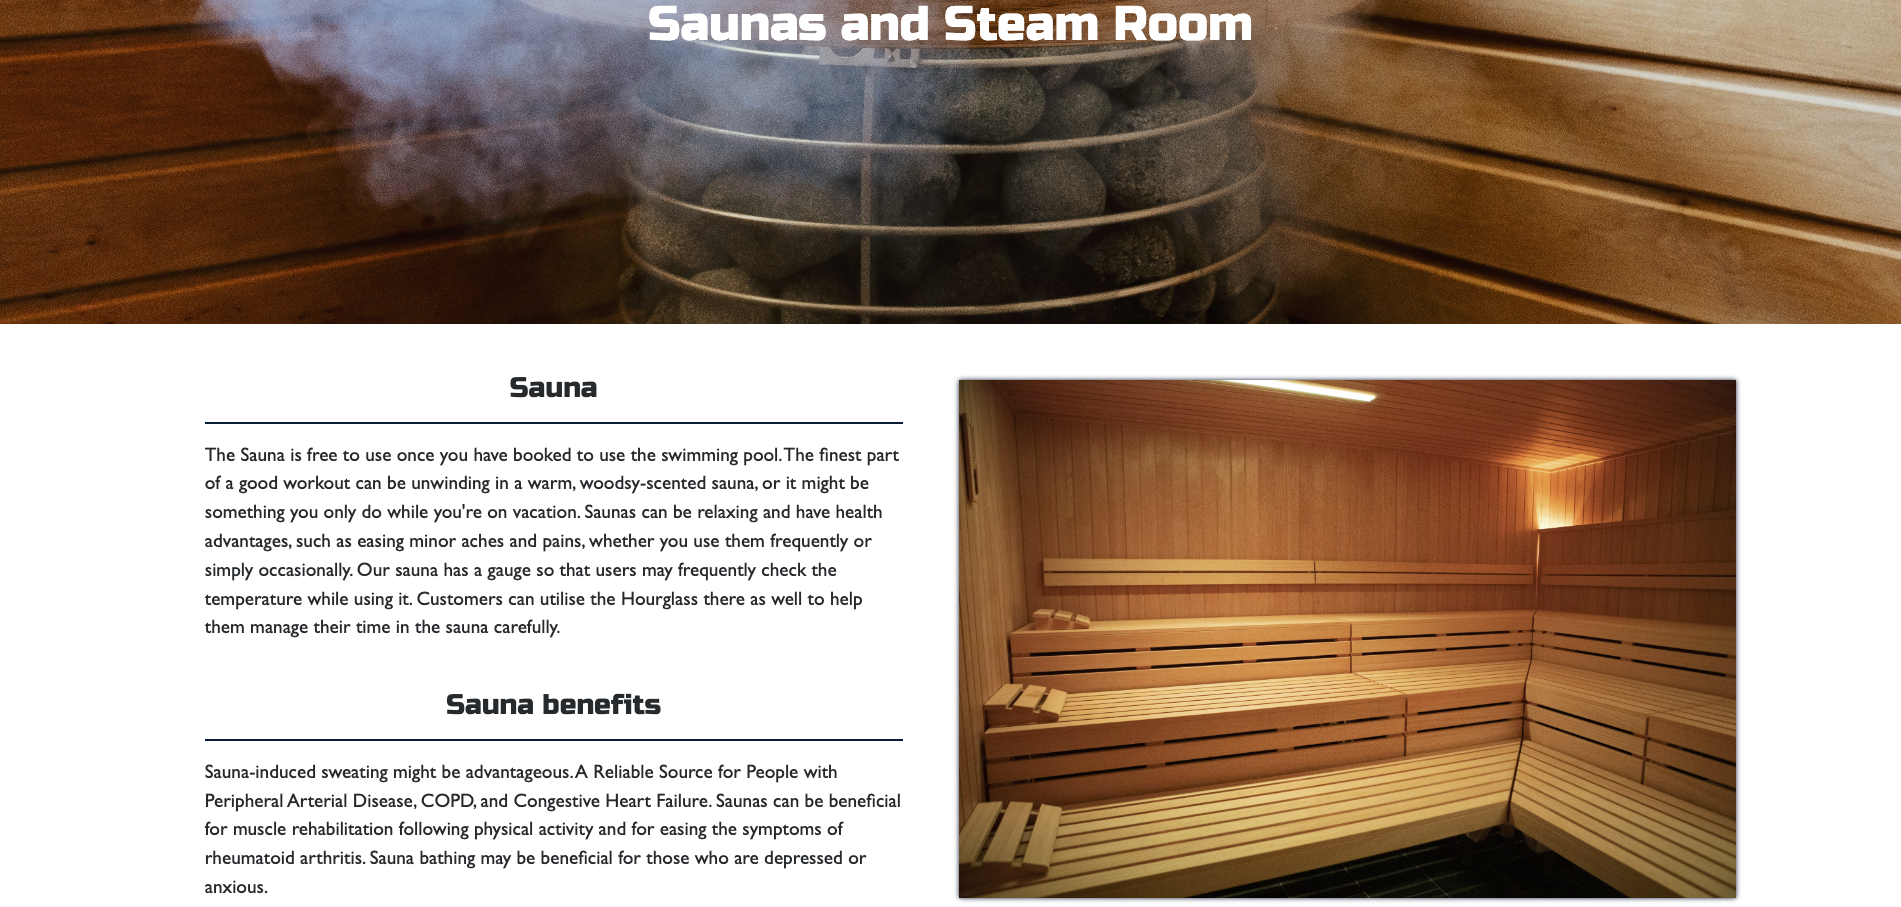 Saunas and Steam Room
Sauna
The Sauna is free to use once you have booked to use the swimming pool. The finest part
of a good workout can be unwinding in a warm, woodsy-scented sauna, or it might be
something you only do while you're on vacation. Saunas can be relaxing and have health
advantages, such as easing minor aches and pains, whether you use them frequently or
simply occasionally. Our sauna has a gauge so that users may frequently check the
temperature while using it. Customers can utilise the Hourglass there as well to help
them manage their time in the sauna carefully.
Sauna benefits
Sauna-induced sweating might be advantageous. A Reliable Source for People with
Peripheral Arterial Disease, COPD, and Congestive Heart Failure. Saunas can be beneficial
for muscle rehabilitation following physical activity and for easing the symptoms of
rheumatoid arthritis. Sauna bathing may be beneficial for those who are depressed or
anxious.